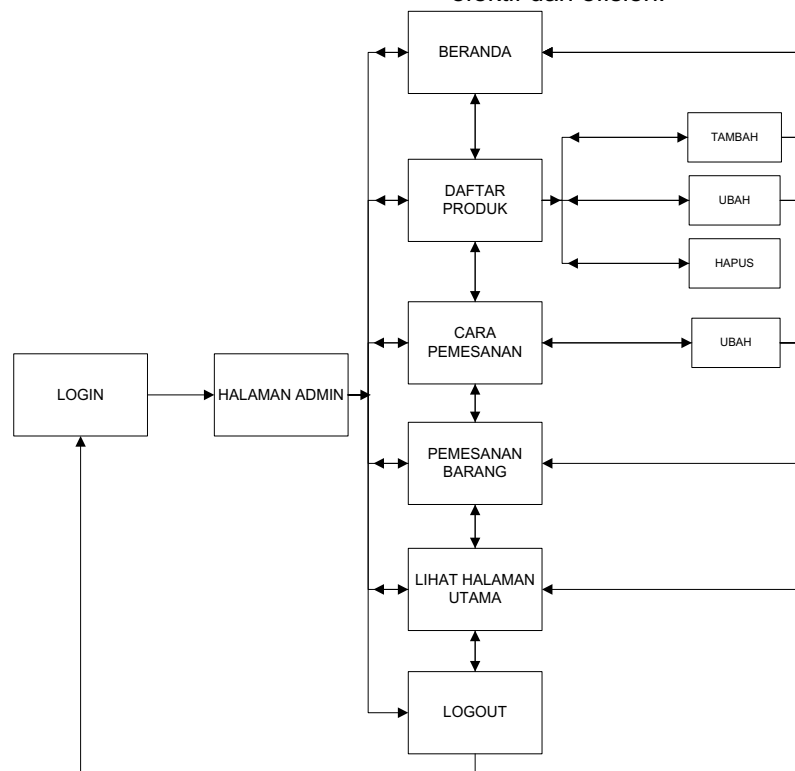 BERANDA
TAMBAH
DAFTAR
PRODUK
UBAH
HAPUS
CARA
PEMESANAN
UBAH
LOGIN
HALAMAN ADMIN
PEMESANAN
BARANG
LIHAT HALAMAN
UTAMA
LOGOUT